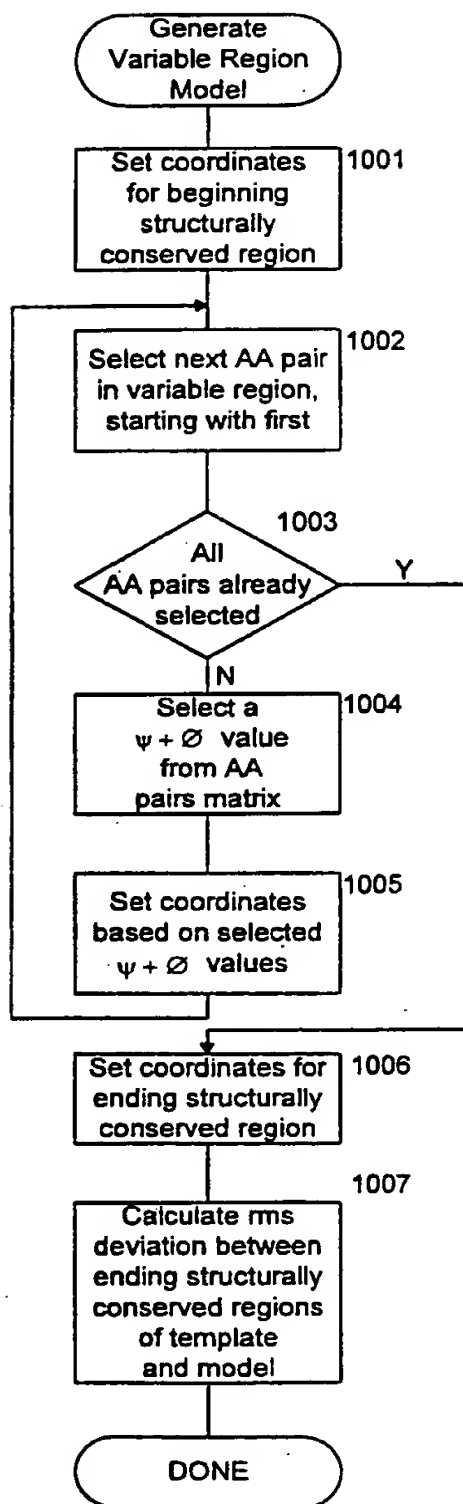 Generate
Variable Region
Model
Set coordinates
for beginning
structurally
conserved region
1001
Select next AA pair
in variable region,
starting with first
1002
1003
All
AA pairs already
selected
Y
N
Select a
ψ + Ø value
from AA
pairs matrix
1004
Set coordinates
based on selected
ψ + Ø values
1005
Set coordinates for
ending structurally
conserved region
1006
1007
Calculate rms
deviation between
ending structurally
conserved regions
of template
and model
DONE